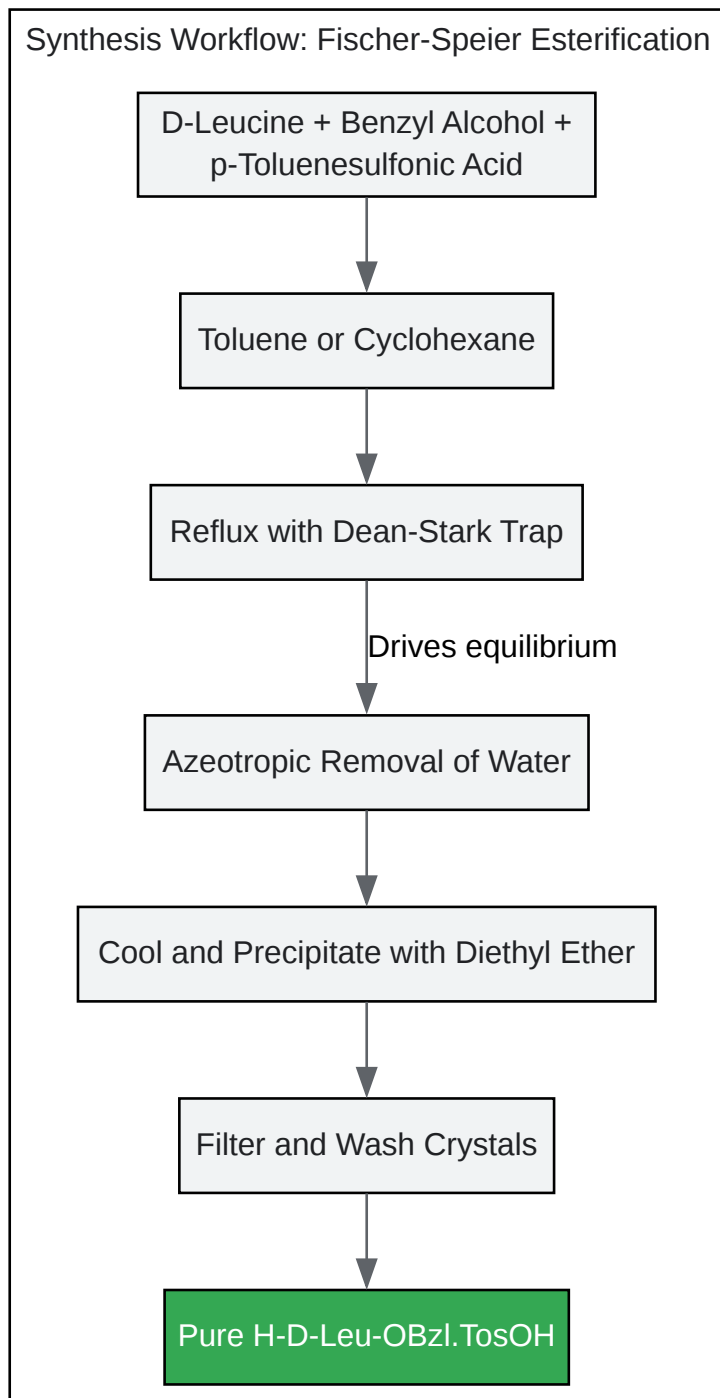 Synthesis Workflow: Fischer-Speier Esterification
D-Leucine + Benzyl Alcohol +
p-Toluenesulfonic Acid
Toluene or Cyclohexane
Reflux with Dean-Stark Trap
Drives equilibrium
Azeotropic Removal of Water
Cool and Precipitate with Diethyl Ether
Filter and Wash Crystals
Pure H-D-Leu-OBzl.TosOH